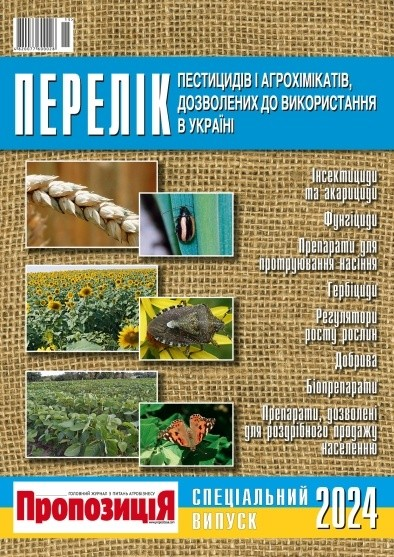 ПЕРЕЛІК
ПЕСТИЦИДІВ І АГРОХІМІКАТІВ,
ДОЗВОЛЕНИХ ДО ВИКОРИСТАННЯ
В УКРАЇНІ
Інсектициди
та акарициди
Фунгіциди
Препарати для
протруювання насіння
Гербіциди
Регулятори
росту рослин
Добрива
Біопрепарати
Препарати, дозволені
для роздрібного продажу
населенню
ГОЛОВНИЙ ЖУРНАЛ З ПИТАНЬ АГРОБІЗНЕСУ
ПропозиціЯ
СПЕЦІАЛЬНИЙ
ВИПУСК
2024